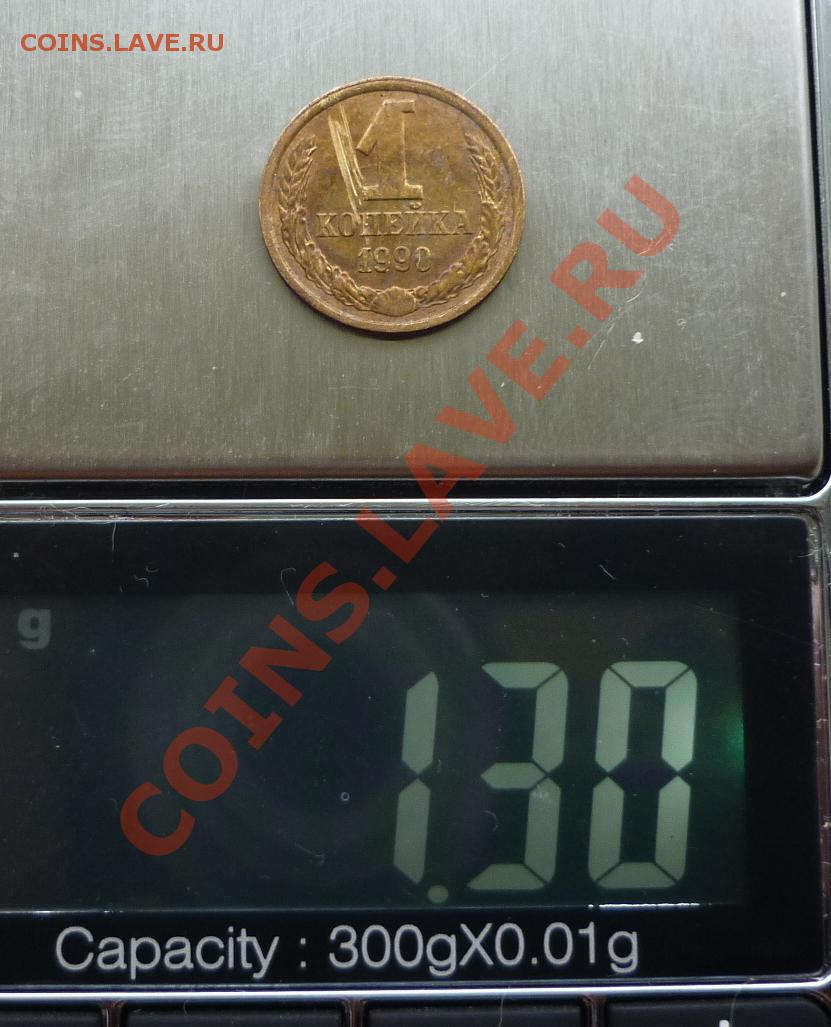 COINS.LAVE.RU
1
КОПЕЙКА
1990
COINS.LAVE.RU
g
1.30
Capacity : 300gX0.01g